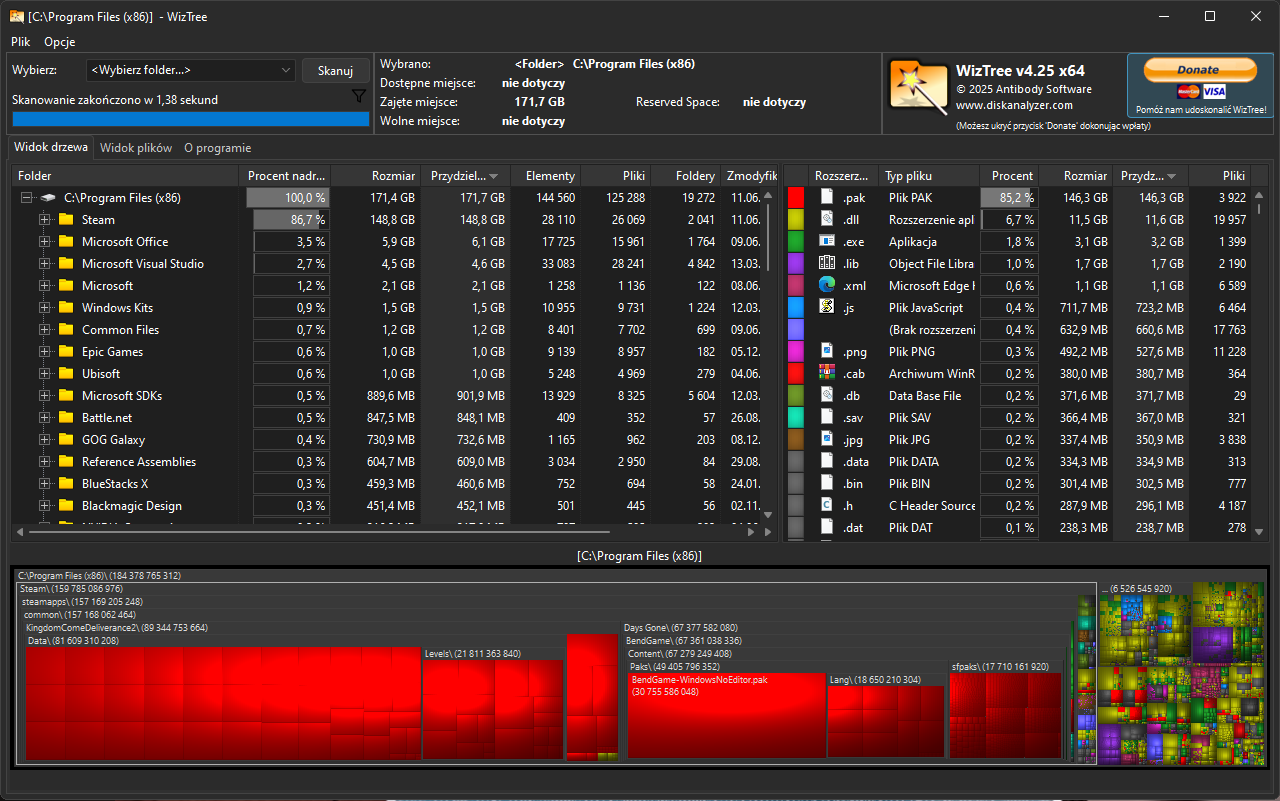 [C:\Program Files (x86)] - WizTree
Plik Opcje
Wybierz: <Wybierz folder...> Skanuj
Skanowanie zakończono w 1,38 sekund
Wybrano: <Folder> C:\Program Files (x86)
Dostępne miejsce: nie dotyczy
Zajęte miejsce: 171,7 GB Reserved Space: nie dotyczy
Wolne miejsce: nie dotyczy
WizTree v4.25 x64
© 2025 Antibody Software
www.diskanalyzer.com
(Możesz ukryć przycisk 'Donate' dokonując wpłaty)
Donate
MasterCard VISA
Pomóż nam udoskonalić WizTree!
Widok drzewa Widok plików O programie
Folder Procent nadr... Rozmiar Przydziel... Elementy Pliki Foldery Zmodyfik
C:\Program Files (x86) 100,0 % 171,4 GB 171,7 GB 144 560 125 288 19 272 11.06.
Steam 86,7 % 148,8 GB 148,8 GB 28 110 26 069 2 041 11.06.
Microsoft Office 3,5 % 5,9 GB 6,1 GB 17 725 15 961 1 764 09.06.
Microsoft Visual Studio 2,7 % 4,5 GB 4,6 GB 33 083 28 241 4 842 13.03.
Microsoft 1,2 % 2,1 GB 2,1 GB 1 258 1 136 122 08.06.
Windows Kits 0,9 % 1,5 GB 1,5 GB 10 955 9 731 1 224 12.03.
Common Files 0,7 % 1,2 GB 1,2 GB 8 401 7 702 699 09.06.
Epic Games 0,6 % 1,0 GB 1,0 GB 9 139 8 957 182 05.12.
Ubisoft 0,6 % 1,0 GB 1,0 GB 5 248 4 969 279 04.06.
Microsoft SDKs 0,5 % 889,6 MB 901,9 MB 13 929 8 325 5 604 12.03.
Battle.net 0,5 % 847,5 MB 848,1 MB 409 352 57 26.08.
GOG Galaxy 0,4 % 730,9 MB 732,6 MB 1 165 962 203 08.12.
Reference Assemblies 0,3 % 604,7 MB 609,0 MB 3 034 2 950 84 29.08.
BlueStacks X 0,3 % 459,3 MB 460,6 MB 752 694 58 24.01.
Blackmagic Design 0,3 % 451,4 MB 452,1 MB 501 445 56 02.11.
Rozszerz... Typ pliku Procent Rozmiar Przydz... Pliki
.pak Plik PAK 85,2 % 146,3 GB 146,3 GB 3 922
.dll Rozszerzenie apl 6,7 % 11,5 GB 11,6 GB 19 957
.exe Aplikacja 1,8 % 3,1 GB 3,2 GB 1 399
.lib Object File Libra 1,0 % 1,7 GB 1,7 GB 2 190
.xml Microsoft Edge H 0,6 % 1,1 GB 1,1 GB 6 589
.js Plik JavaScript 0,4 % 711,7 MB 723,2 MB 6 464
(Brak rozszerzeni 0,4 % 632,9 MB 660,6 MB 17 763
.png Plik PNG 0,3 % 492,2 MB 527,6 MB 11 228
.cab Archiwum WinR 0,2 % 380,0 MB 380,7 MB 364
.db Data Base File 0,2 % 371,6 MB 371,7 MB 29
.sav Plik SAV 0,2 % 366,4 MB 367,0 MB 321
.jpg Plik JPG 0,2 % 337,4 MB 350,9 MB 3 838
.data Plik DATA 0,2 % 334,3 MB 334,9 MB 313
.bin Plik BIN 0,2 % 301,4 MB 302,5 MB 777
.h C Header Source 0,2 % 287,9 MB 296,1 MB 4 187
.dat Plik DAT 0,1 % 238,3 MB 238,7 MB 278
[C:\Program Files (x86)]
C:\Program Files (x86)\ (184 378 765 312)
Steam\ (159 785 086 976)
steamapps\ (157 169 205 248)
common\ (157 168 062 464)
KingdomComeDeliverance2\ (89 344 753 664)
Data\ (81 609 310 208)
Levels\ (21 811 363 840)
Days Gone\ (67 377 582 080)
BendGame\ (67 361 038 336)
Content\ (67 279 249 408)
Paks\ (49 405 796 352)
BendGame-WindowsNoEditor.pak
(30 755 586 048)
Lang\ (18 650 210 304)
sfpaks\ (17 710 161 920)
... (6 526 545 920)